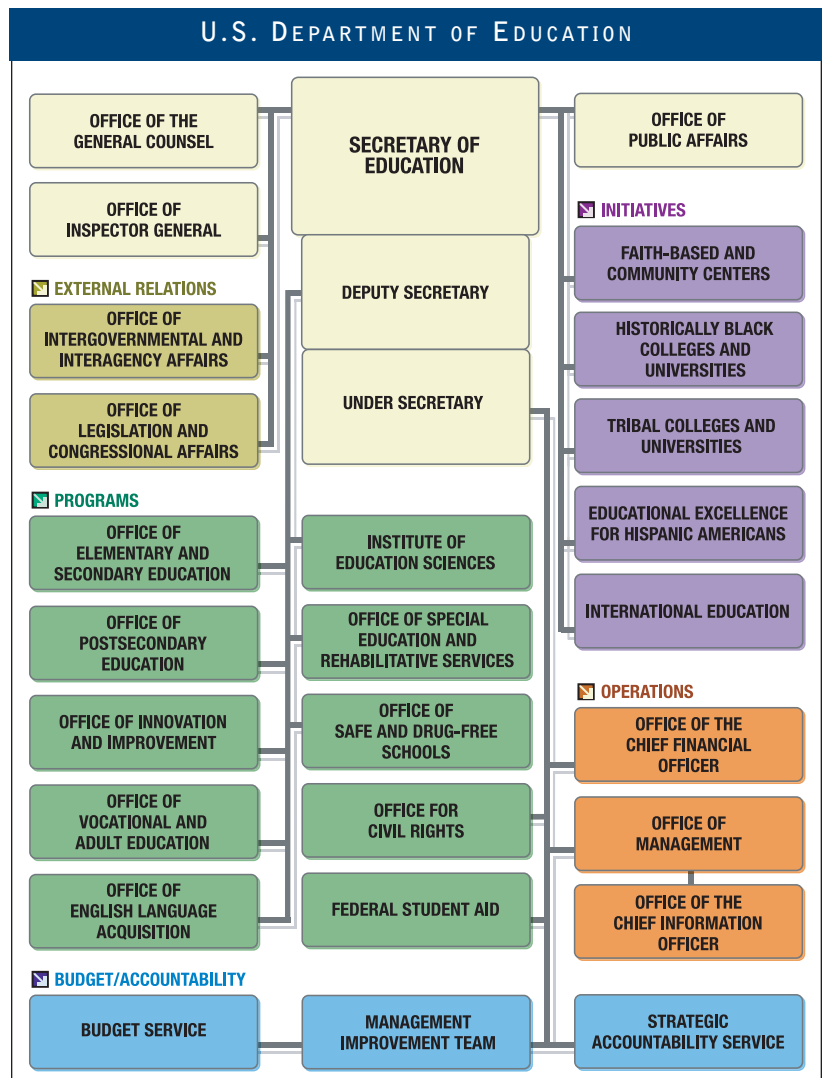 U.S. DEPARTMENT OF EDUCATION
OFFICE OF THE
GENERAL COUNSEL
SECRETARY OF
EDUCATION
OFFICE OF
PUBLIC AFFAIRS
OFFICE OF
INSPECTOR GENERAL
INITIATIVES
FAITH-BASED AND
COMMUNITY CENTERS
EXTERNAL RELATIONS
DEPUTY SECRETARY
OFFICE OF
INTERGOVERNMENTAL AND
INTERAGENCY AFFAIRS
HISTORICALLY BLACK
COLLEGES AND
UNIVERSITIES
OFFICE OF
LEGISLATION AND
CONGRESSIONAL AFFAIRS
UNDER SECRETARY
TRIBAL COLLEGES AND
UNIVERSITIES
PROGRAMS
EDUCATIONAL EXCELLENCE
FOR HISPANIC AMERICANS
OFFICE OF
ELEMENTARY AND
SECONDARY EDUCATION
INSTITUTE OF
EDUCATION SCIENCES
INTERNATIONAL EDUCATION
OFFICE OF
POSTSECONDARY
EDUCATION
OFFICE OF SPECIAL
EDUCATION AND
REHABILITATIVE SERVICES
OPERATIONS
OFFICE OF INNOVATION
AND IMPROVEMENT
OFFICE OF
SAFE AND DRUG-FREE
SCHOOLS
OFFICE OF THE
CHIEF FINANCIAL
OFFICER
OFFICE OF
VOCATIONAL AND
ADULT EDUCATION
OFFICE FOR
CIVIL RIGHTS
OFFICE OF
MANAGEMENT
OFFICE OF
ENGLISH LANGUAGE
ACQUISITION
FEDERAL STUDENT AID
OFFICE OF THE
CHIEF INFORMATION
OFFICER
BUDGET/ACCOUNTABILITY
BUDGET SERVICE
MANAGEMENT
IMPROVEMENT TEAM
STRATEGIC
ACCOUNTABILITY SERVICE